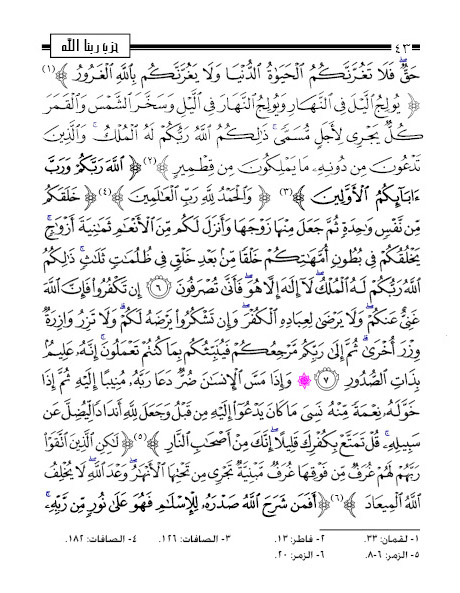 ٤٣ حزب ربنا الله
حَقٌّ فَلَا تَغُرَّنَّكُمُ الْحَيَوٰةُ الدُّنْيَا وَلَا يَغُرَّنَّكُم بِاللَّهِ الْغَرُورُ ﴾(١)
﴿ يُولِجُ الَّيْلَ فِى النَّهَارِ وَيُولِجُ النَّهَارَ فِى الَّيْلِ وَسَخَّرَ الشَّمْسَ وَالْقَمَرَ
كُلٌّ يَجْرِى لِأَجَلٍ مُّسَمًّى ۚ ذَٰلِكُمُ اللَّهُ رَبُّكُمْ لَهُ الْمُلْكُ ۚ وَالَّذِينَ
تَدْعُونَ مِن دُونِهِۦ مَا يَمْلِكُونَ مِن قِطْمِيرٍ ﴾(٢) ﴿ اللَّهَ رَبَّكُمْ وَرَبَّ
ءَابَآئِكُمُ الْأَوَّلِينَ ﴾(٣) ﴿ وَالْحَمْدُ لِلَّهِ رَبِّ الْعَٰلَمِينَ ﴾(٤) ﴿ خَلَقَكُم
مِّن نَّفْسٍ وَٰحِدَةٍ ثُمَّ جَعَلَ مِنْهَا زَوْجَهَا وَأَنزَلَ لَكُم مِّنَ الْأَنْعَٰمِ ثَمَٰنِيَةَ أَزْوَٰجٍ ۚ
يَخْلُقُكُمْ فِى بُطُونِ أُمَّهَٰتِكُمْ خَلْقًا مِّن بَعْدِ خَلْقٍ فِى ظُلُمَٰتٍ ثَلَٰثٍ ۚ ذَٰلِكُمُ
اللَّهُ رَبُّكُمْ لَهُ الْمُلْكُ ۖ لَآ إِلَٰهَ إِلَّا هُوَ ۖ فَأَنَّىٰ تُصْرَفُونَ ٦ إِن تَكْفُرُوا۟ فَإِنَّ اللَّهَ
غَنِىٌّ عَنكُمْ ۖ وَلَا يَرْضَىٰ لِعِبَادِهِ الْكُفْرَ ۖ وَإِن تَشْكُرُوا۟ يَرْضَهُ لَكُمْ ۗ وَلَا تَزِرُ وَازِرَةٌ
وِزْرَ أُخْرَىٰ ۗ ثُمَّ إِلَىٰ رَبِّكُم مَّرْجِعُكُمْ فَيُنَبِّئُكُم بِمَا كُنتُمْ تَعْمَلُونَ ۚ إِنَّهُۥ عَلِيمٌۢ
بِذَاتِ الصُّدُورِ ٧ ۞ وَإِذَا مَسَّ الْإِنسَٰنَ ضُرٌّ دَعَا رَبَّهُۥ مُنِيبًا إِلَيْهِ ثُمَّ إِذَا
خَوَّلَهُۥ نِعْمَةً مِّنْهُ نَسِىَ مَا كَانَ يَدْعُوٓا۟ إِلَيْهِ مِن قَبْلُ وَجَعَلَ لِلَّهِ أَندَادًا لِّيُضِلَّ عَن
سَبِيلِهِۦ ۚ قُلْ تَمَتَّعْ بِكُفْرِكَ قَلِيلًا ۖ إِنَّكَ مِنْ أَصْحَٰبِ النَّارِ ﴾(٥) ﴿ لَٰكِنِ الَّذِينَ اتَّقَوْا۟
رَبَّهُمْ لَهُمْ غُرَفٌ مِّن فَوْقِهَا غُرَفٌ مَّبْنِيَّةٌ تَجْرِى مِن تَحْتِهَا الْأَنْهَٰرُ ۖ وَعْدَ اللَّهِ ۖ لَا يُخْلِفُ
اللَّهُ الْمِيعَادَ ﴾(٦) ﴿ أَفَمَن شَرَحَ اللَّهُ صَدْرَهُۥ لِلْإِسْلَٰمِ فَهُوَ عَلَىٰ نُورٍ مِّن رَّبِّهِۦ ۚ
١- لقمان: ٣٣. ٢- فاطر: ١٣. ٣- الصافات: ١٢٦. ٤- الصافات: ١٨٢.
٥- الزمر: ٦-٨. ٦- الزمر: ٢٠.